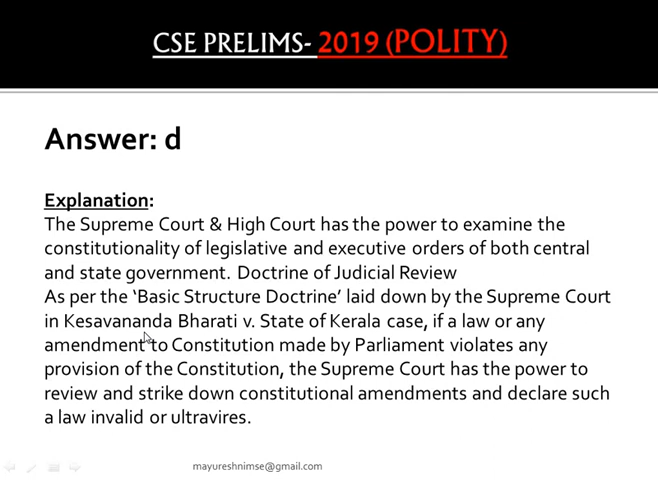 CSE PRELIMS- 2019 (POLITY)
Answer: d
Explanation:
The Supreme Court & High Court has the power to examine the
constitutionality of legislative and executive orders of both central
and state government. Doctrine of Judicial Review
As per the ‘Basic Structure Doctrine’ laid down by the Supreme Court
in Kesavananda Bharati v. State of Kerala case, if a law or any
amendment to Constitution made by Parliament violates any
provision of the Constitution, the Supreme Court has the power to
review and strike down constitutional amendments and declare such
a law invalid or ultravires.
mayureshnimse@gmail.com